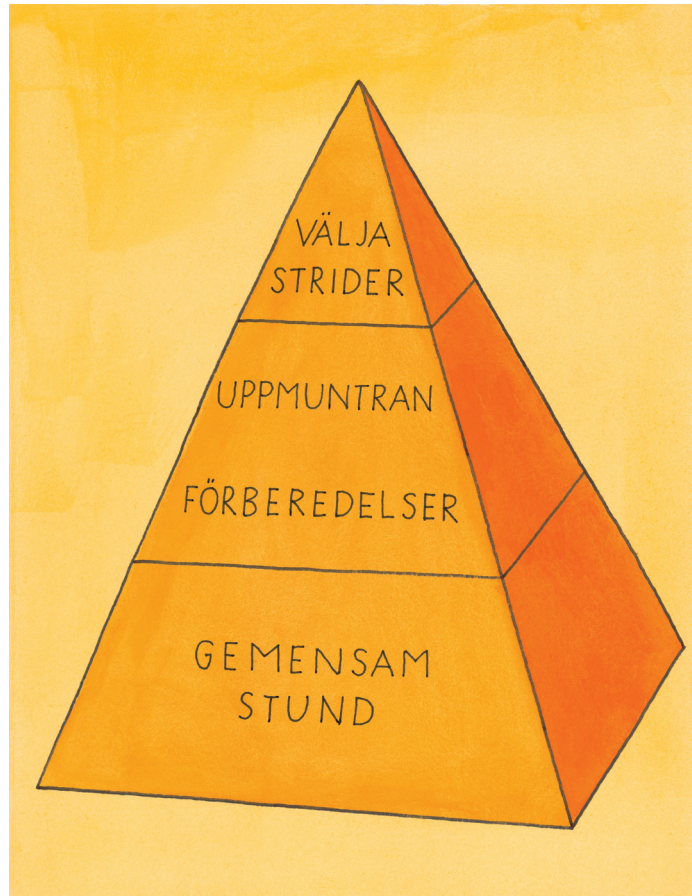 VÄLJA
STRIDER
UPPMUNTRAN
FÖRBEREDELSER
GEMENSAM
STUND